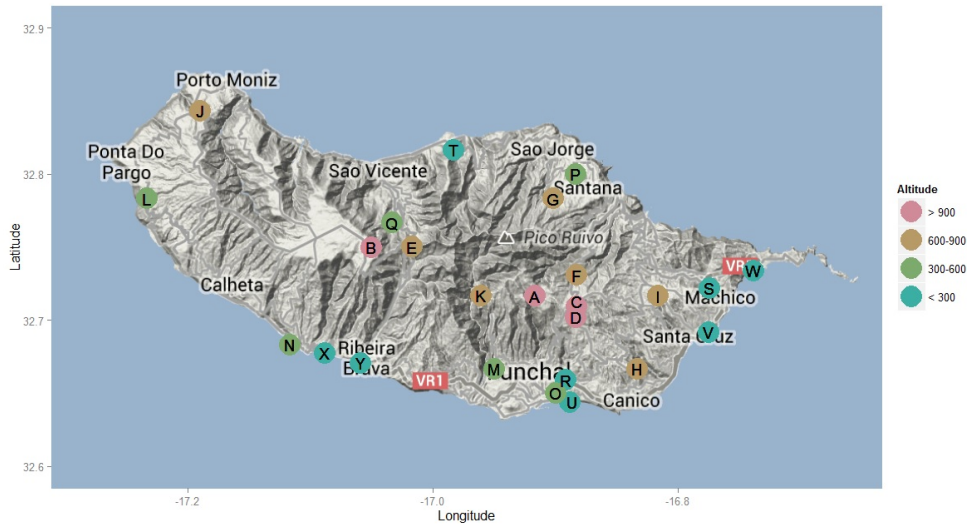 32.9
Porto Moniz
J
T
Sao Jorge
Ponta Do
Pargo
32.8
Sao Vicente
P
Santana
L
G
Q
Altitude
> 900
600-900
300-600
< 300
Latitude
B
E
Pico Ruivo
VR
W
F
Calheta
S
K
A
I
Machico
C
D
32.7
V
Santa Cruz
N
X
Ribeira
Brava
Y
M
Funchal
H
VR1
R
O
U
Canico
32.6
-17.2
-17.0
-16.8
Longitude